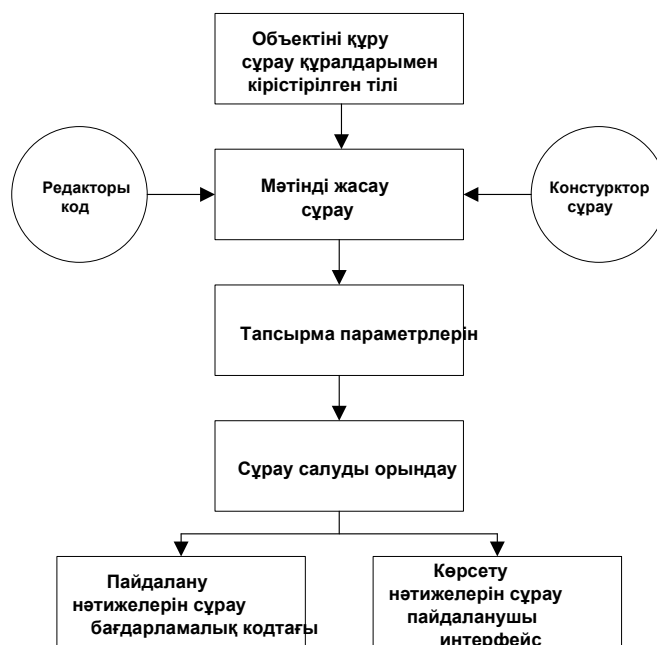 Объектіні құру
сұрау құралдарымен
кірістірілген тілі
Редакторы
код
Мәтінді жасау
сұрау
Констурктор
сұрау
Тапсырма параметрлерін
Сұрау салуды орындау
Пайдалану
нәтижелерін сұрау
бағдарламалық кодтағы
Көрсету
нәтижелерін сұрау
пайдаланушы
интерфейс